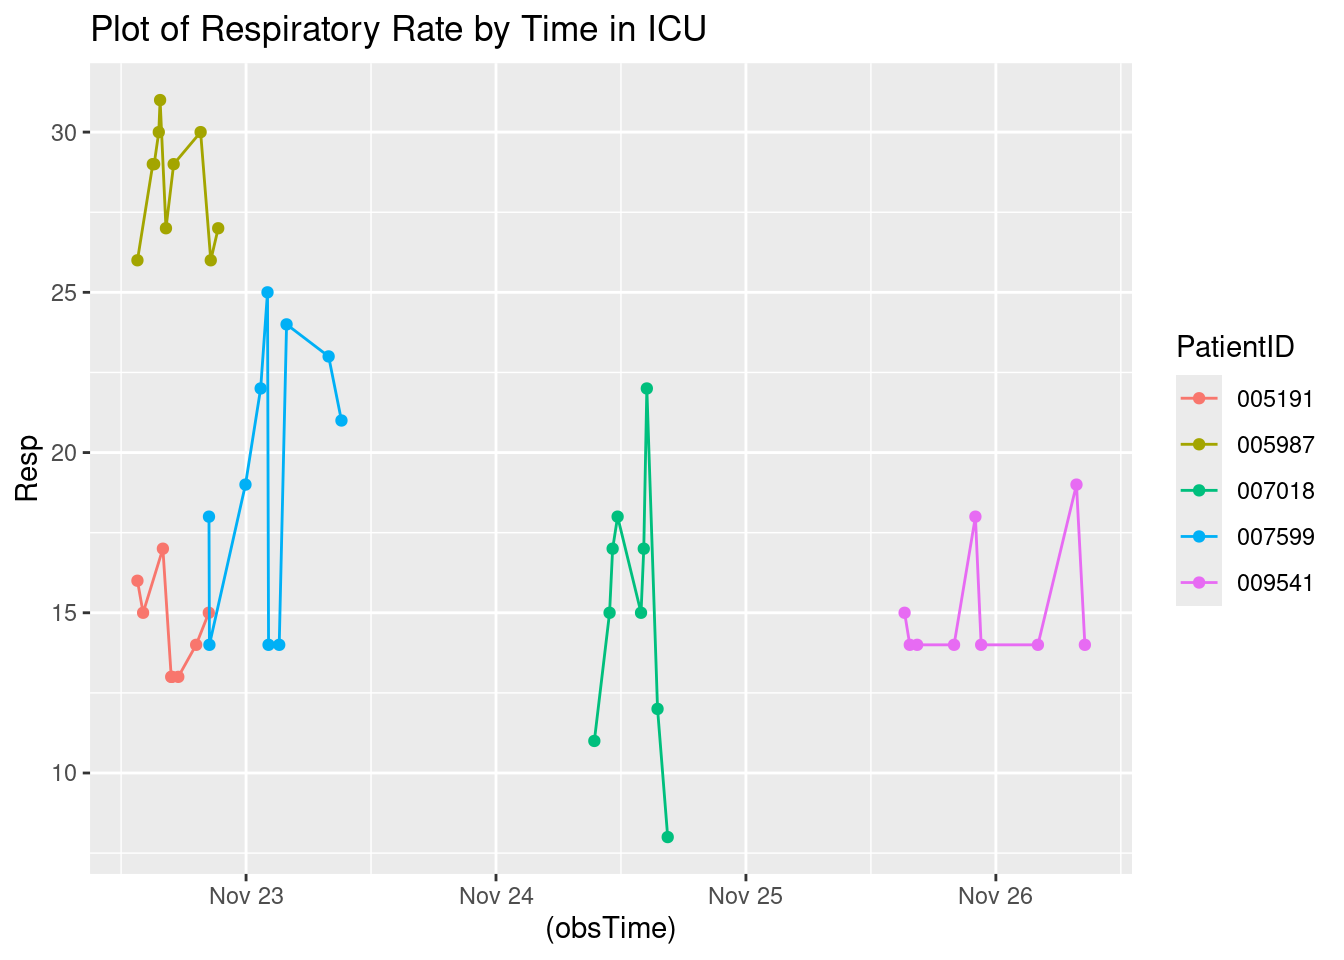 Plot of Respiratory Rate by Time in ICU
30
25
20
15
10
Resp
Nov 23
Nov 24
Nov 25
Nov 26
(obsTime)
PatientID
005191
005987
007018
007599
009541